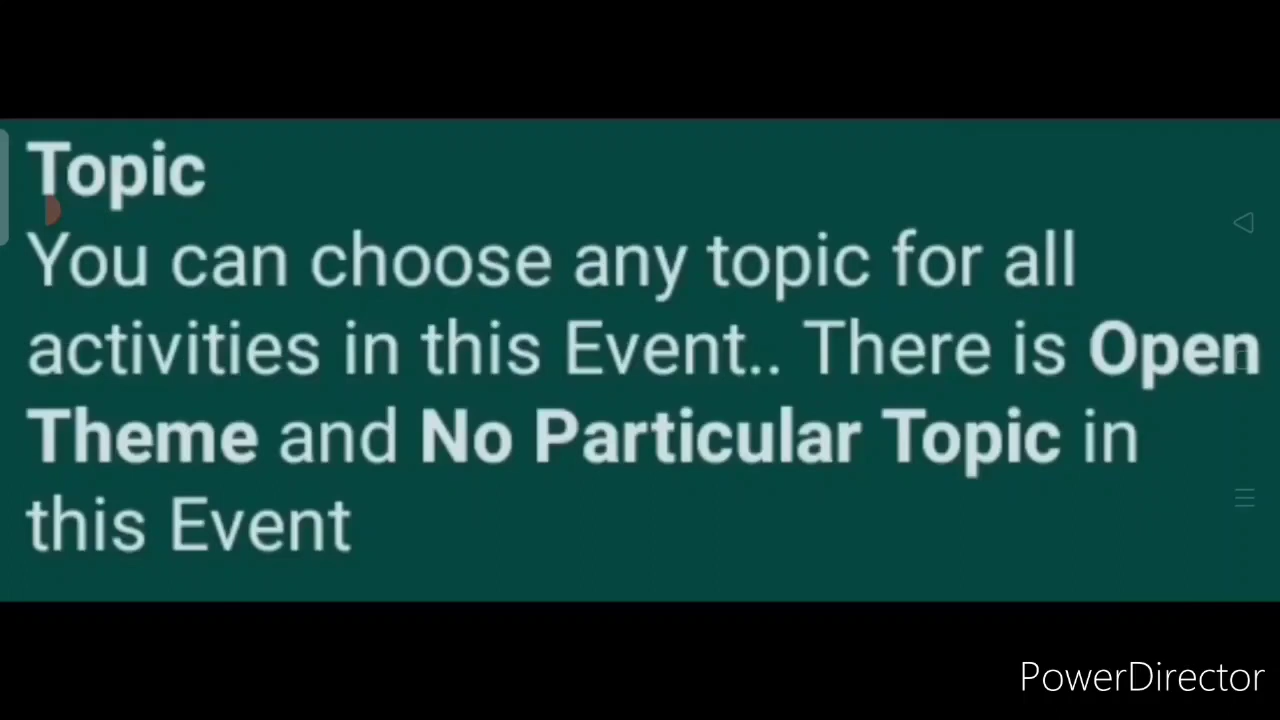 Topic
You can choose any topic for all
activities in this Event.. There is Open
Theme and No Particular Topic in
this Event
PowerDirector